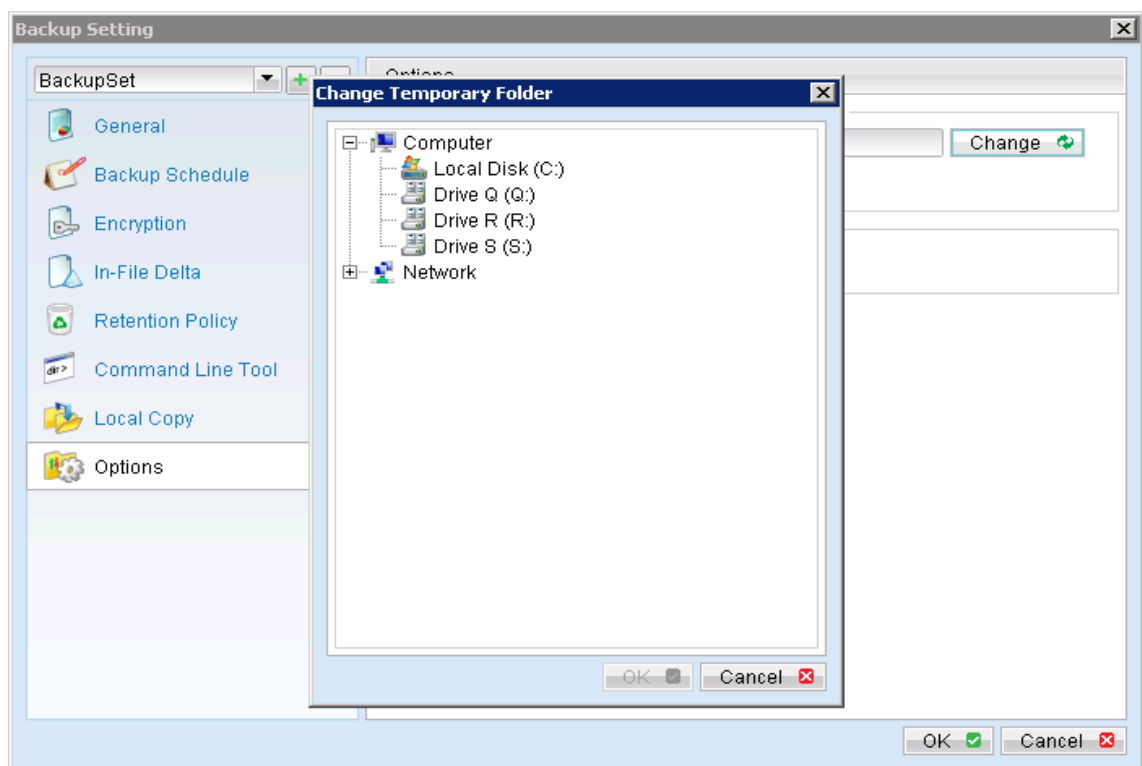 Backup Setting
BackupSet
General
Backup Schedule
Encryption
In-File Delta
Retention Policy
Command Line Tool
Local Copy
Options
Options
Change
Change Temporary Folder
Computer
Local Disk (C:)
Drive Q (Q:)
Drive R (R:)
Drive S (S:)
Network
OK
Cancel
OK
Cancel